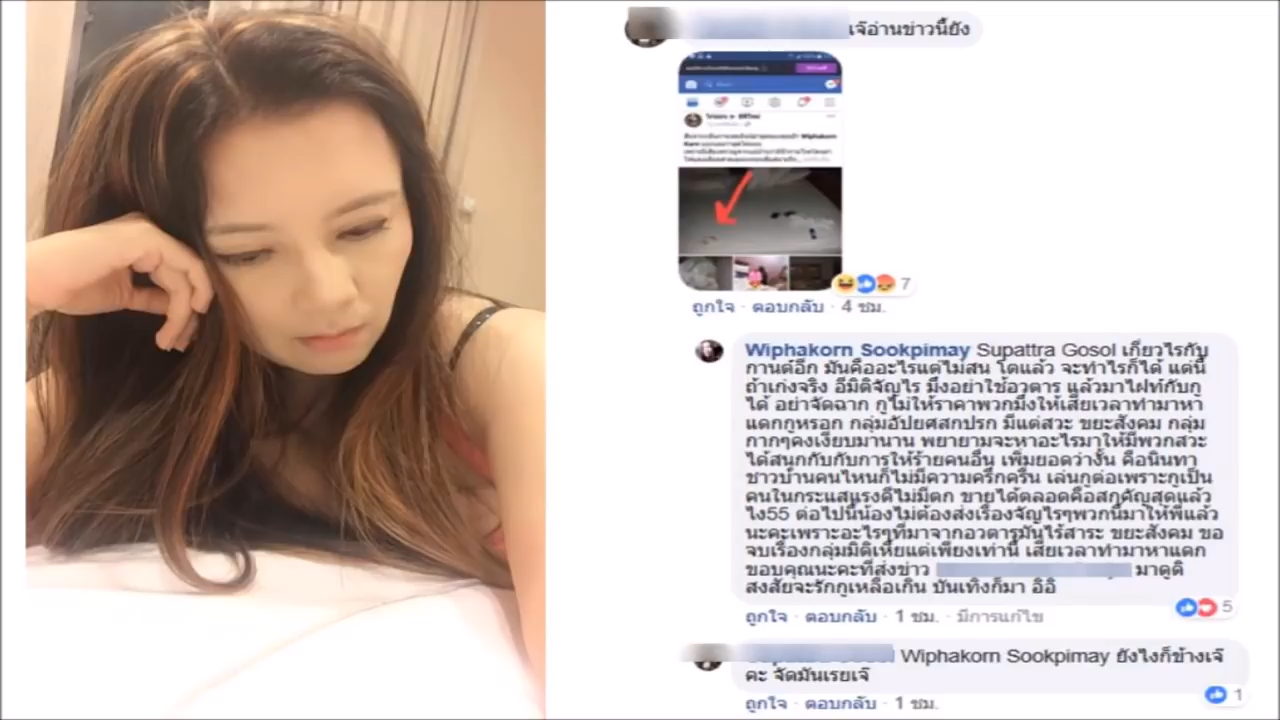 เจ๊อ่านข่าวนี้ยัง
7
ถูกใจ · ตอบกลับ · 4 ชม.
Wiphakorn Sookpimay Supattra Gosol เกี่ยวไรกับ
กานต์อีก มันคืออะไรแต่ไม่สน โตแล้ว จะทำไรก็ได้ แต่นี้
ถ้าเก่งจริง อีมิติจัญไร มึงอย่าใช้อวตาร แล้วมาไฟท์กับกู
ได้ อย่าจัดฉาก กูไม่ให้ราคาพวกมึงให้เสียเวลาทำมาหา
แดกกูหรอก กลุ่มอัปยศสกปรก มีแต่สวะ ขยะสังคม กลุ่ม
กากๆคงเงียบมานาน พยายามจะหาอะไรมาให้มีพวกสวะ
ได้สนุกกับกับการให้ร้ายคนอื่น เพิ่มยอดว่างั้น คือนินทา
ชาวบ้านคนไหนก็ไม่มีความครึกครื้น เล่นกูต่อเพราะกูเป็น
คนในกระแสแรงดีไม่มีตก ขายได้ตลอดคือสกูคัญสุดแล้ว
ไง55 ต่อไปนี้น้องไม่ต้องส่งเรื่องจัญไรๆพวกนี้มาให้พี่แล้ว
นะคะเพราะอะไรๆที่มาจากอวตารมันไร้สาระ ขยะสังคม ขอ
จบเรื่องกลุ่มมิติเหี้ยแต่เพียงเท่านี้ เสียเวลาทำมาหาแดก
ขอบคุณนะคะที่ส่งข่าว มาดูดิ
สงสัยจะรักกูเหลือเกิน บันเทิงก็มา อิอิ
5
ถูกใจ · ตอบกลับ · 1 ชม. · มีการแก้ไข
Wiphakorn Sookpimay ยังไงก็ข้างเจ๊
คะ จัดมันเรยเจ๊
1
ถูกใจ · ตอบกลับ · 1 ชม.